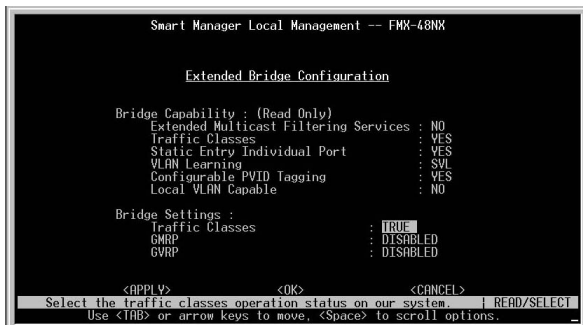 Smart Manager Local Management -- FMX-48NX
Extended Bridge Configuration
Bridge Capability : (Read Only)
Extended Multicast Filtering Services : NO
Traffic Classes : YES
Static Entry Individual Port : YES
VLAN Learning : SVL
Configurable PVID Tagging : YES
Local VLAN Capable : NO
Bridge Settings :
Traffic Classes : TRUE
GMRP : DISABLED
GVRP : DISABLED
<APPLY> <OK> <CANCEL>
Select the traffic classes operation status on our system. | READ/SELECT
Use <TAB> or arrow keys to move, <Space> to scroll options.